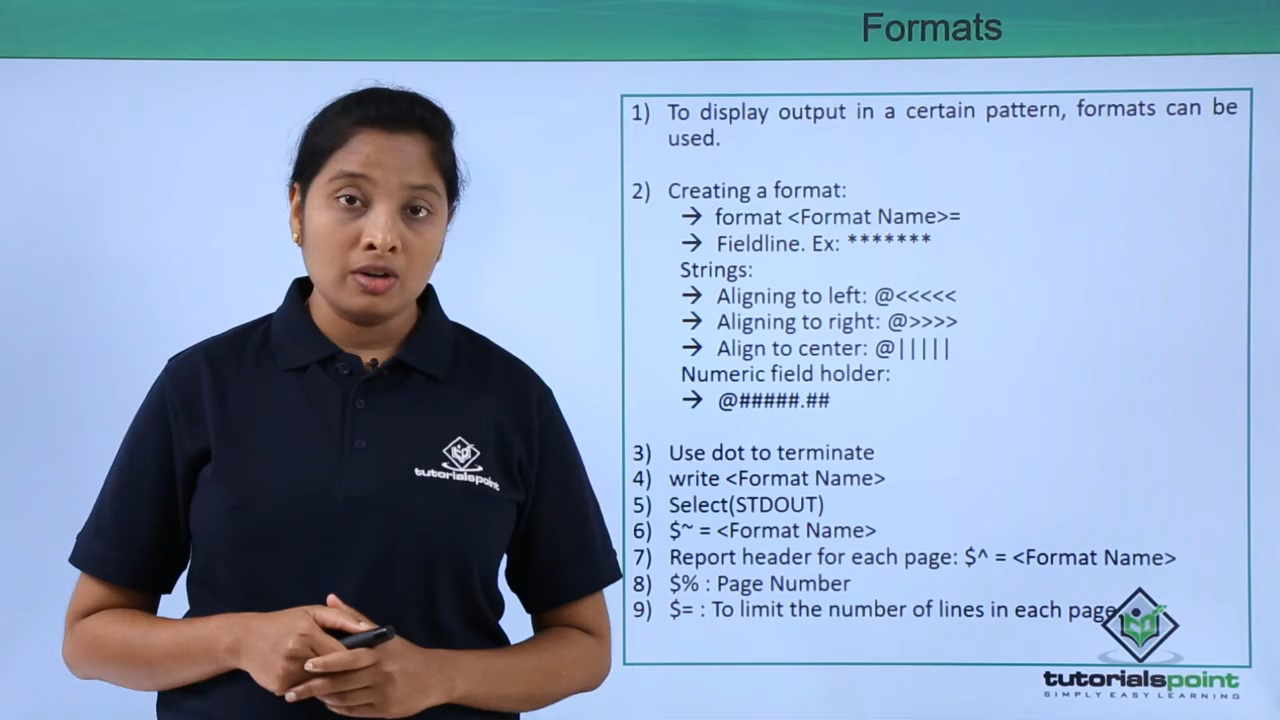 Formats
1) To display output in a certain pattern, formats can be
used.
2) Creating a format:
→ format <Format Name>=
→ Fieldline. Ex: *******
Strings:
→ Aligning to left: @<<<<<
→ Aligning to right: @>>>>
→ Align to center: @|||||
Numeric field holder:
→ @#####.##
3) Use dot to terminate
4) write <Format Name>
5) Select(STDOUT)
6) $~ = <Format Name>
7) Report header for each page: $^ = <Format Name>
8) $% : Page Number
9) $= : To limit the number of lines in each page
tutorialspoint
tutorialspoint
SIMPLY EASY LEARNING